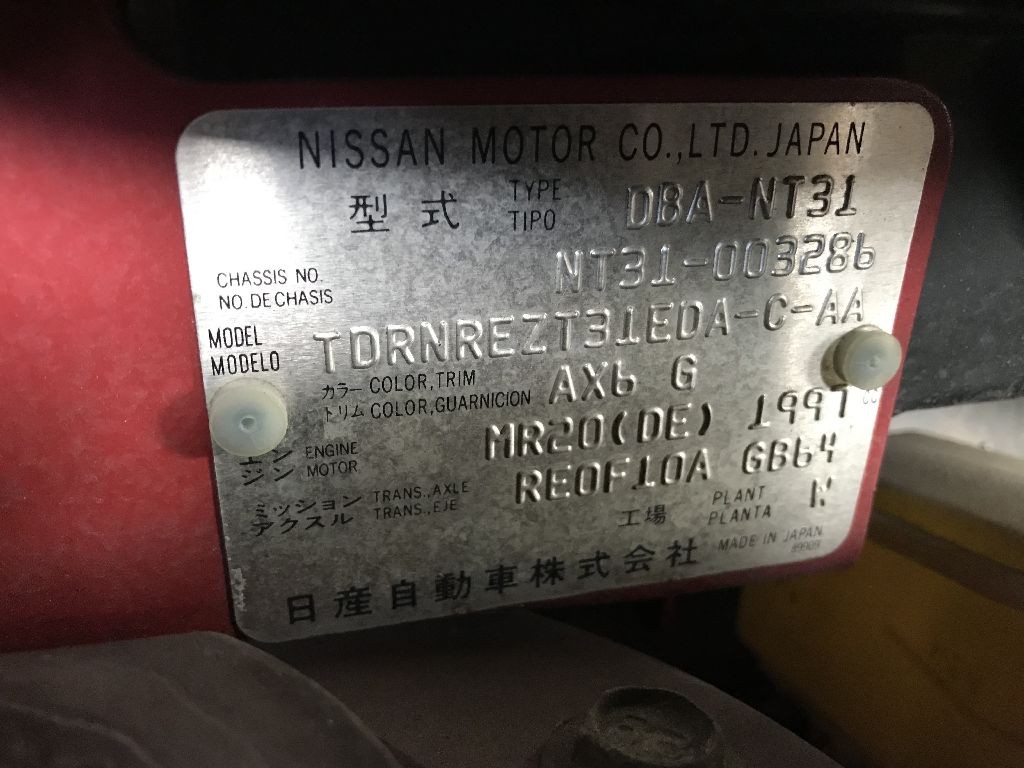 NISSAN MOTOR CO.,LTD. JAPAN
型式 TYPE TIPO DBA-NT31
CHASSIS NO. NO. DE CHASIS NT31-003286
MODEL MODELO TDRNREZT31EDA-C-AA
カラー COLOR,TRIM
トリム COLOR,GUARNICION AX6 G
エンジン ENGINE MOTOR MR20(DE) 1997 CC
ミッション アクスル TRANS.,AXLE TRANS.,EJE RE0F10A GB64
工場 PLANT PLANTA N
日産自動車株式会社 MADE IN JAPAN